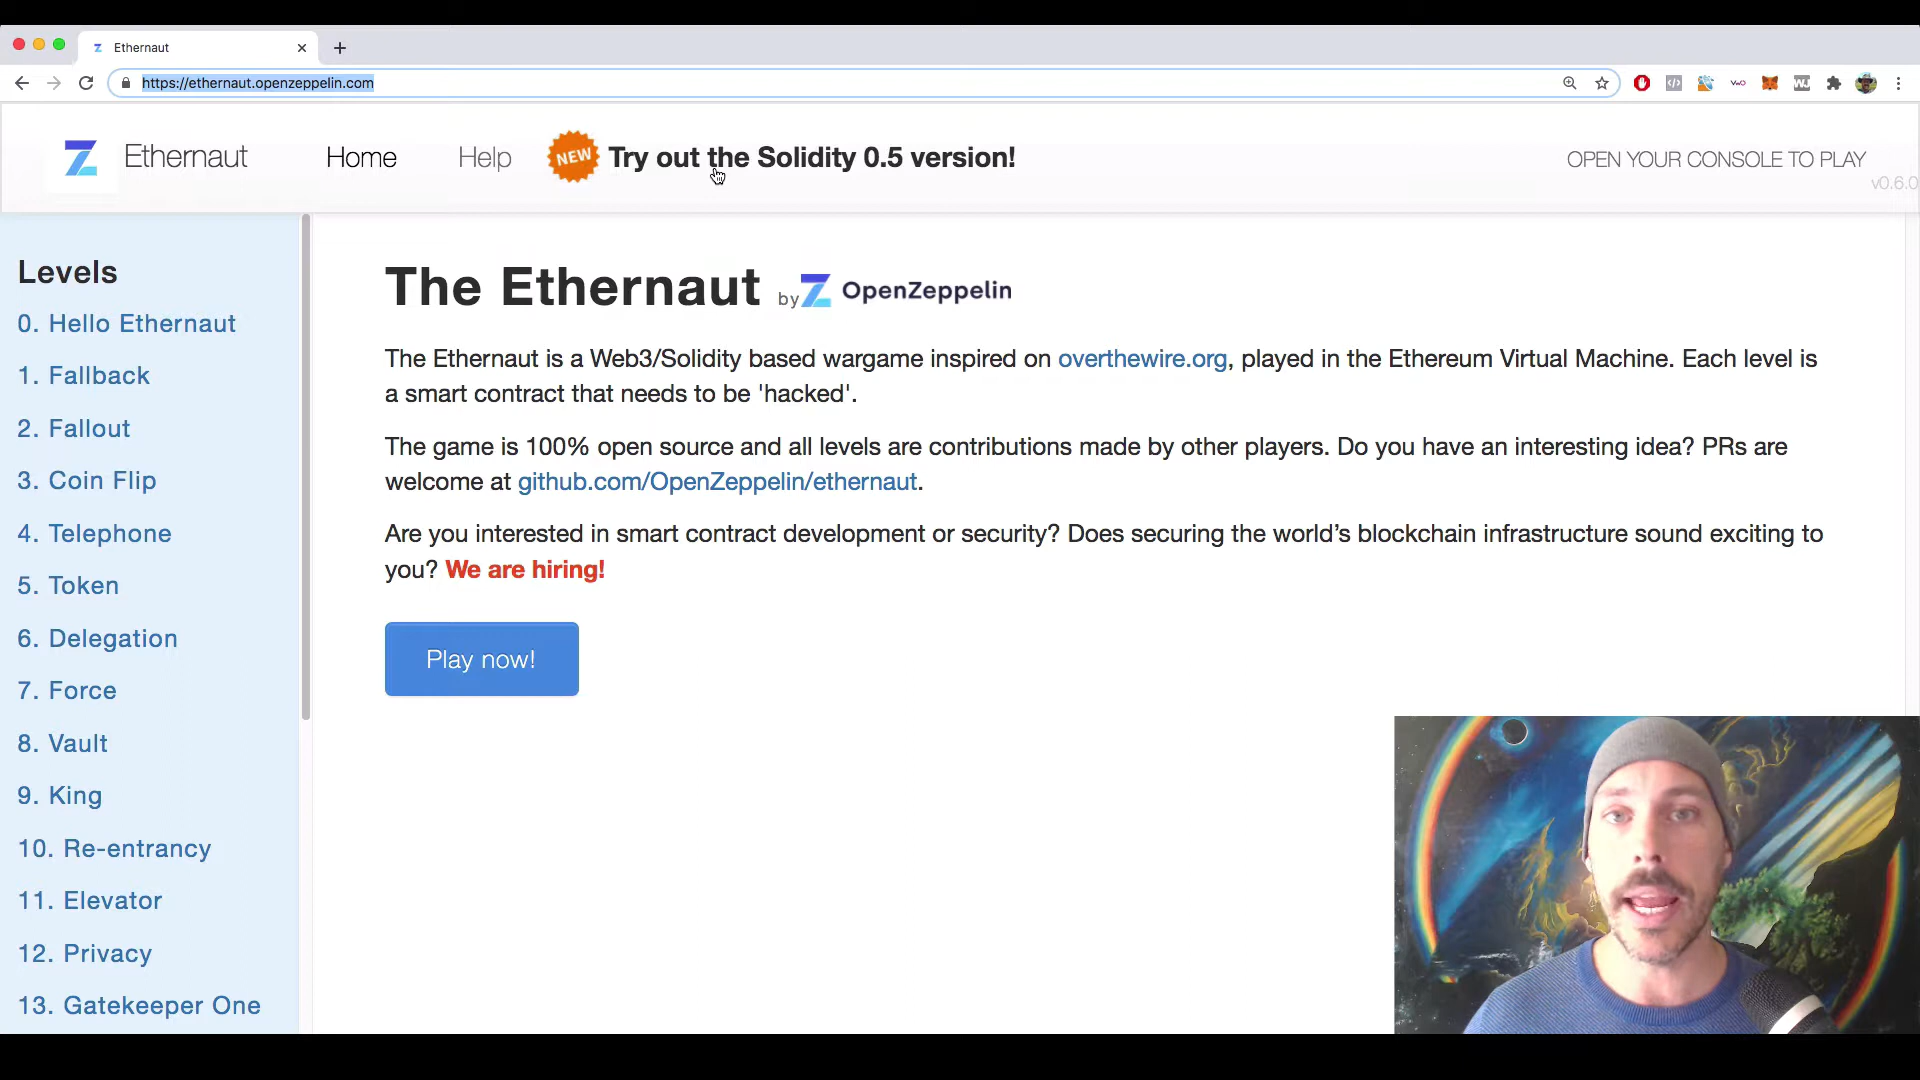 Ethernaut
https://ethernaut.openzeppelin.com
Ethernaut
Home
Help
NEW
Try out the Solidity 0.5 version!
OPEN YOUR CONSOLE TO PLAY
v0.6.0
Levels
0. Hello Ethernaut
1. Fallback
2. Fallout
3. Coin Flip
4. Telephone
5. Token
6. Delegation
7. Force
8. Vault
9. King
10. Re-entrancy
11. Elevator
12. Privacy
13. Gatekeeper One
The Ethernaut by OpenZeppelin
The Ethernaut is a Web3/Solidity based wargame inspired on overthewire.org, played in the Ethereum Virtual Machine. Each level is
a smart contract that needs to be 'hacked'.
The game is 100% open source and all levels are contributions made by other players. Do you have an interesting idea? PRs are
welcome at github.com/OpenZeppelin/ethernaut.
Are you interested in smart contract development or security? Does securing the world’s blockchain infrastructure sound exciting to
you? We are hiring!
Play now!